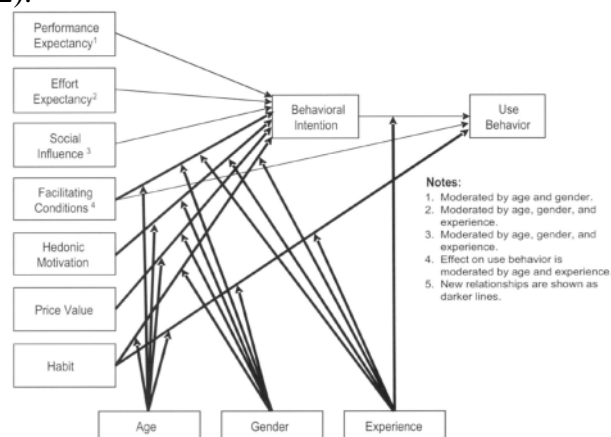 2).
Performance
Expectancy1
Effort
Expectancy2
Social
Influence 3
Facilitating
Conditions 4
Hedonic
Motivation
Price Value
Habit
Behavioral
Intention
Use
Behavior
Notes:
1. Moderated by age and gender.
2. Moderated by age, gender, and
experience.
3. Moderated by age, gender, and
experience.
4. Effect on use behavior is
moderated by age and experience
5. New relationships are shown as
darker lines.
Age
Gender
Experience